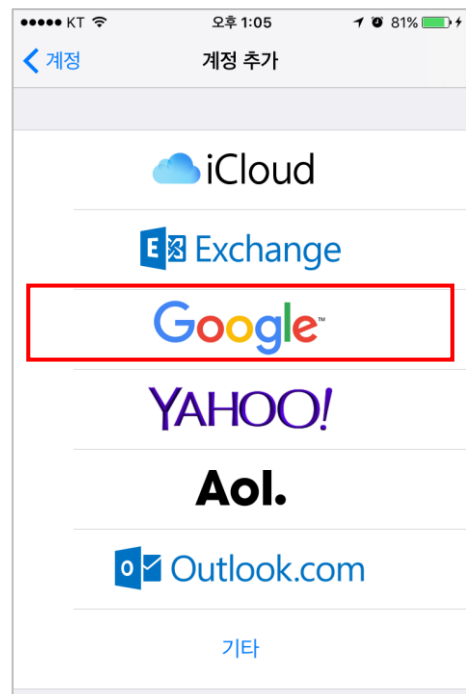 KT 오후 1:05 81%
계정 계정 추가
iCloud
E Exchange
Google™
YAHOO!
Aol.
o Outlook.com
기타